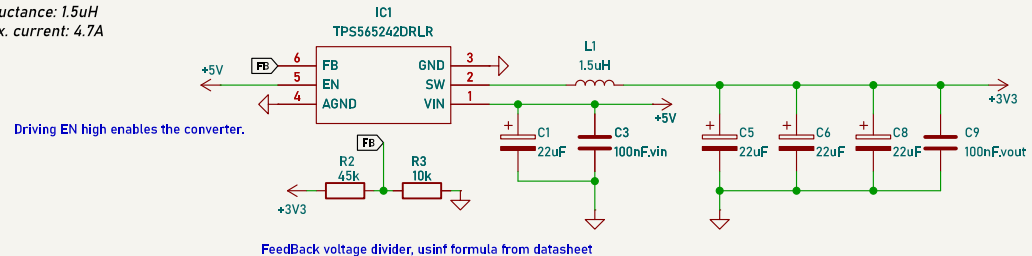 uctance: 1.5uH
x. current: 4.7A
IC1
TPS565242DRLR
FB 6 FB GND 3
+5V 5 EN SW 2
4 AGND VIN 1
L1
1.5uH
+3V3
+5V
Driving EN high enables the converter.
C1
22uF
C3
100nF.vin
C5
22uF
C6
22uF
C8
22uF
C9
100nF.vout
FB
R2
45k
R3
10k
+3V3
FeedBack voltage divider, usinf formula from datasheet